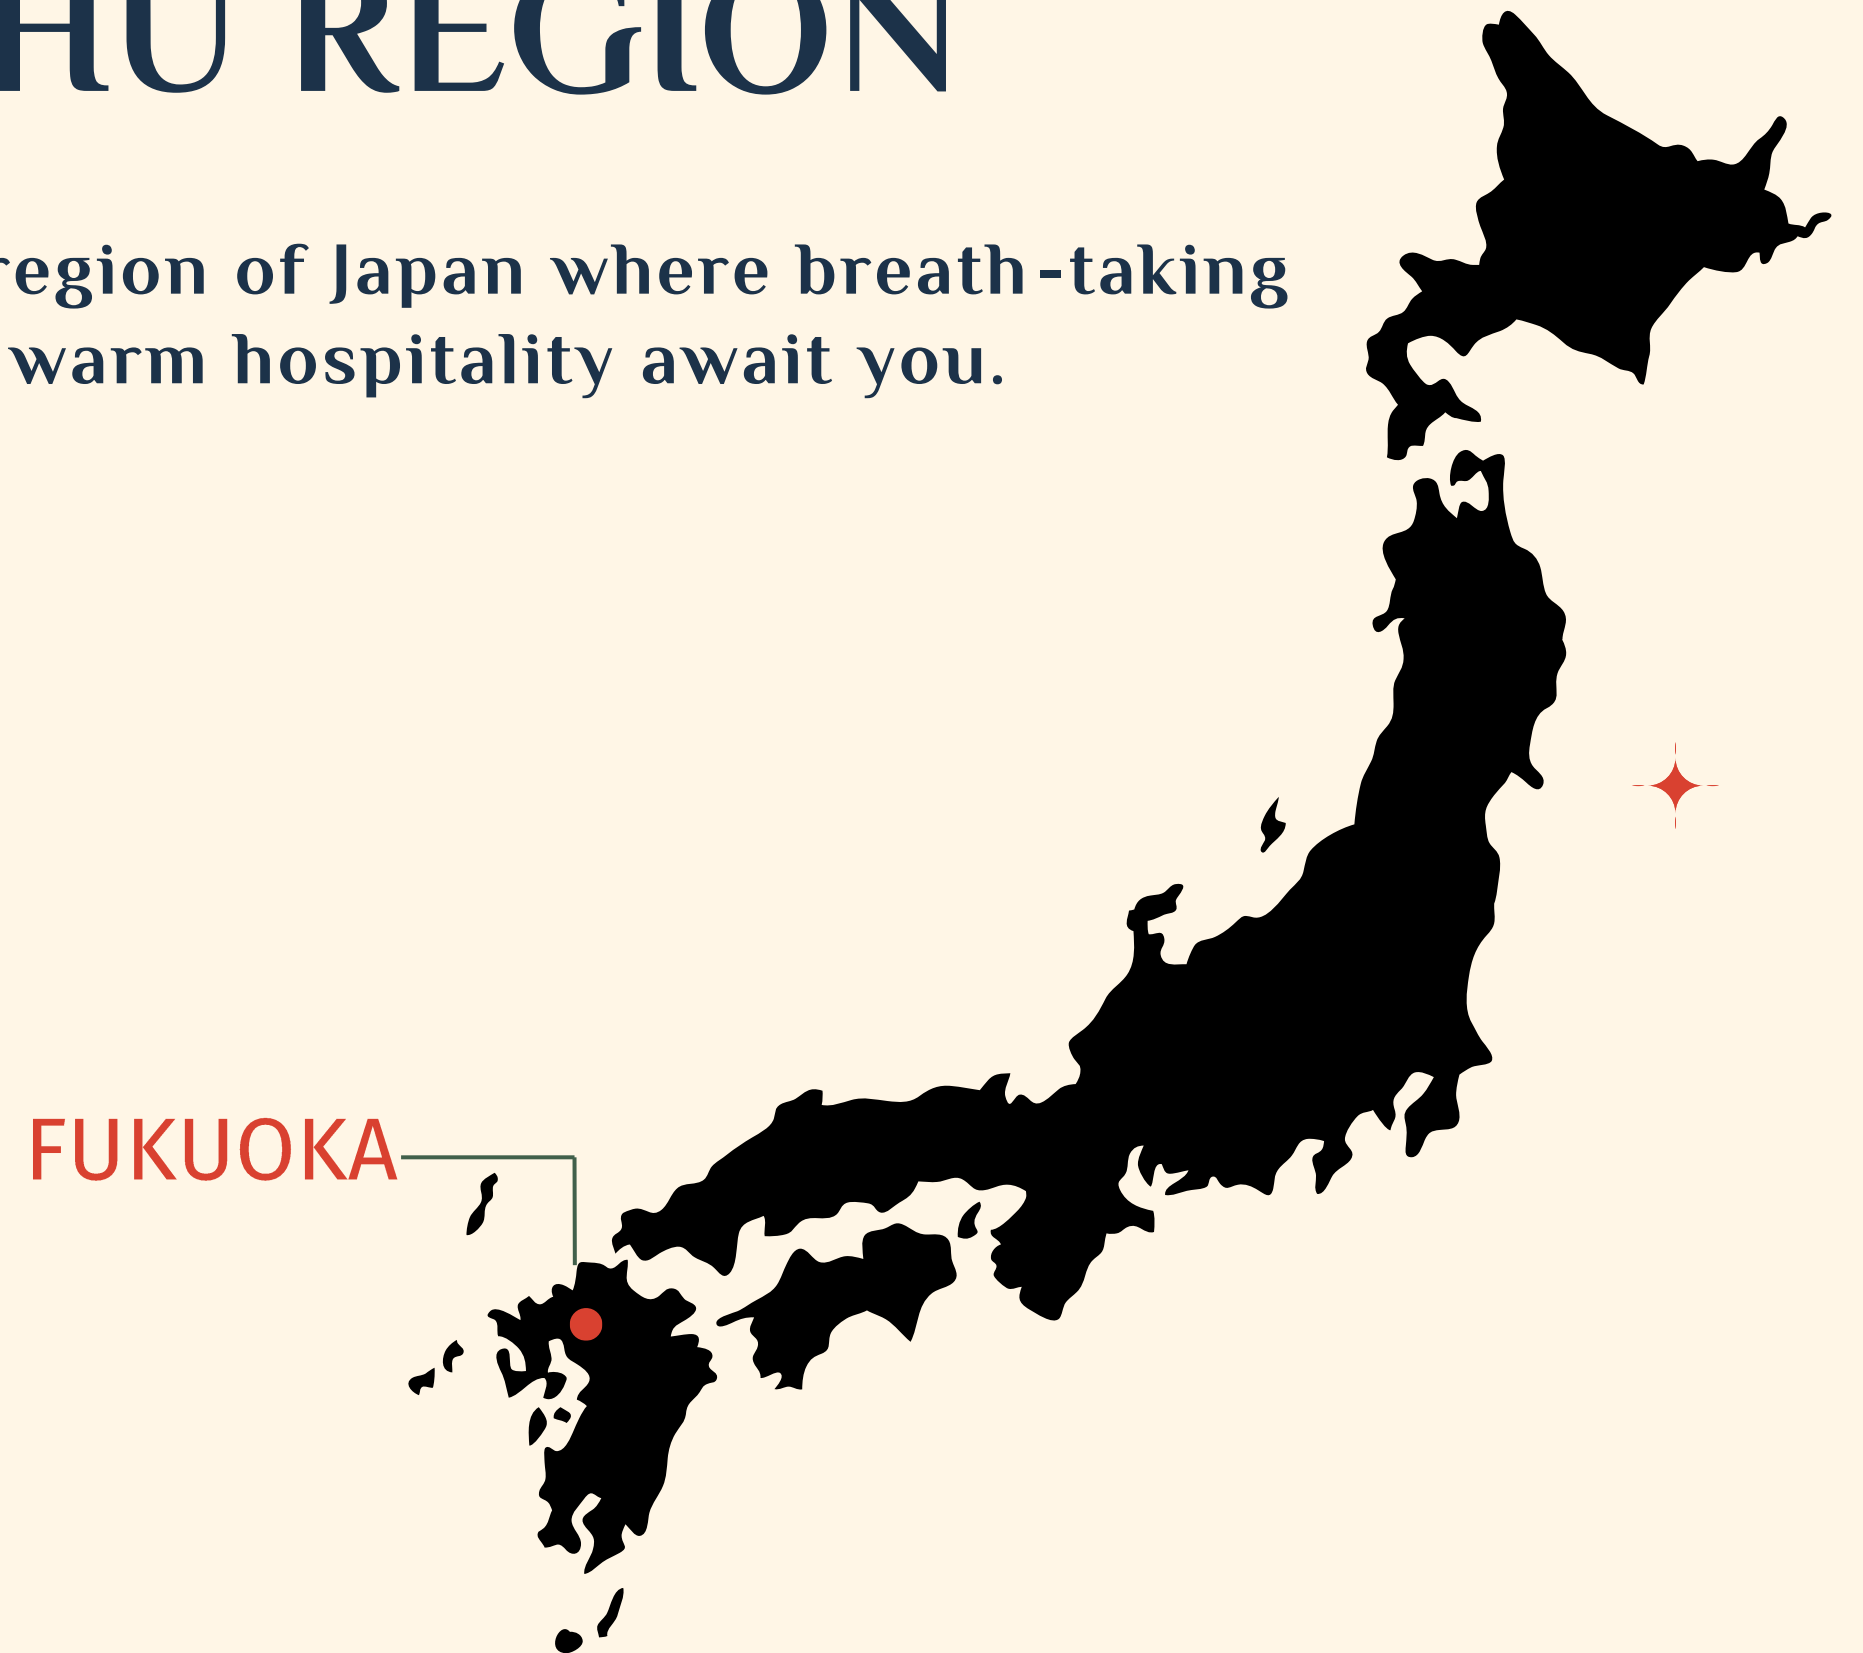 HU REGION
region of Japan where breath-taking
warm hospitality await you.
FUKUOKA